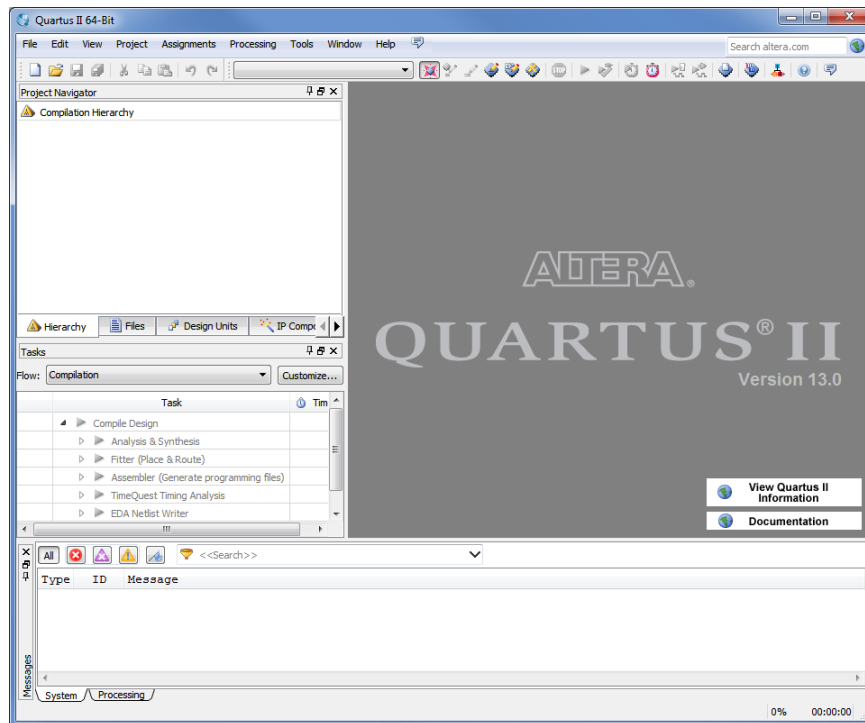 Quartus II 64-Bit
File Edit View Project Assignments Processing Tools Window Help
Search altera.com
Project Navigator
Compilation Hierarchy
Hierarchy Files Design Units IP Compo
Tasks
Flow: Compilation Customize...
Task Tim
Compile Design
Analysis & Synthesis
Fitter (Place & Route)
Assembler (Generate programming files)
TimeQuest Timing Analysis
EDA Netlist Writer
ALTERA®
QUARTUS® II
Version 13.0
View Quartus II
Information
Documentation
All <<Search>>
Type ID Message
Messages
System Processing
0% 00:00:00